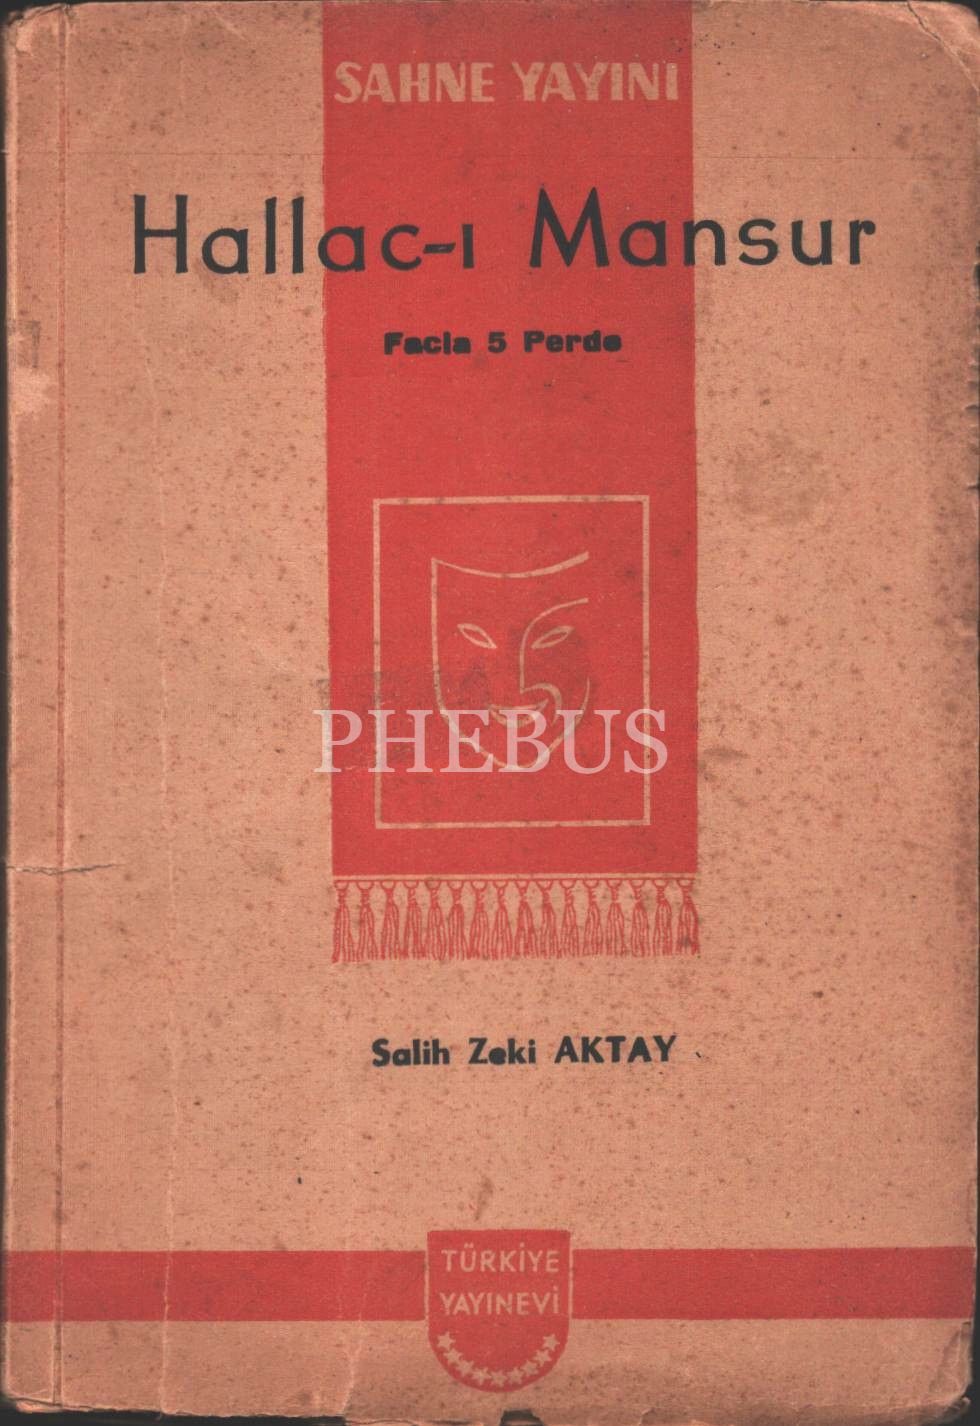 SAHNE YAYINI
Hallac-ı Mansur
Facia 5 Perde
PHEBUS
Salih Zeki AKTAY
TÜRKİYE
YAYINEVİ